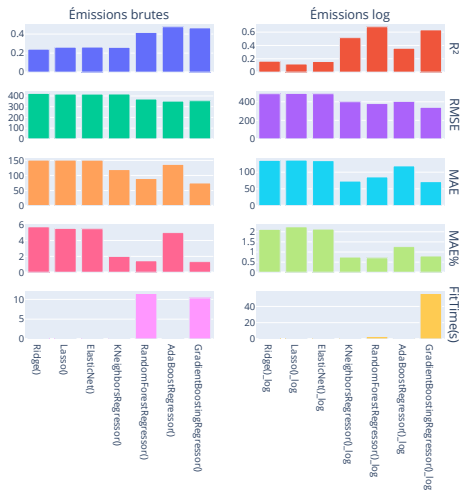 Émissions brutes
Émissions log
0.4
0.2
0
0.6
0.4
0.2
0
R²
400
300
200
100
0
400
200
0
RMSE
150
100
50
0
100
50
0
MAE
6
4
2
0
2
1.5
1
0.5
0
MAE%
10
5
0
40
20
0
FitTime(s)
Ridge()
Lasso()
ElasticNet()
KNeighborsRegressor()
RandomForestRegressor()
AdaBoostRegressor()
GradientBoostingRegressor()
Ridge()_log
Lasso()_log
ElasticNet()_log
KNeighborsRegressor()_log
RandomForestRegressor()_log
AdaBoostRegressor()_log
GradientBoostingRegressor()_log